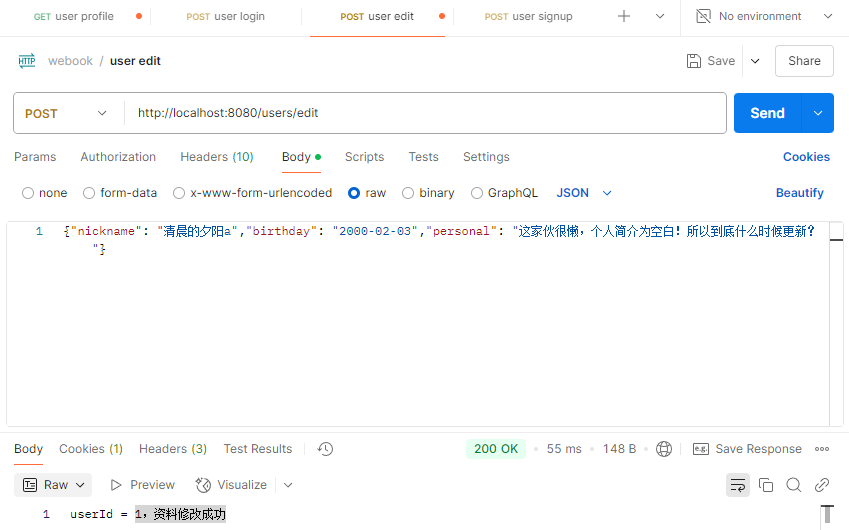 GET user profile POST user login POST user edit POST user signup No environment
HTTP webook / user edit Save Share
POST http://localhost:8080/users/edit Send
Params Authorization Headers (10) Body Scripts Tests Settings Cookies
none form-data x-www-form-urlencoded raw binary GraphQL JSON Beautify
1 {"nickname": "清晨的夕阳a","birthday": "2000-02-03","personal": "这家伙很懒，个人简介为空白！所以到底什么时候更新？
"}
Body Cookies (1) Headers (3) Test Results 200 OK 55 ms 148 B e.g. Save Response
Raw Preview Visualize
1 userId = 1，资料修改成功